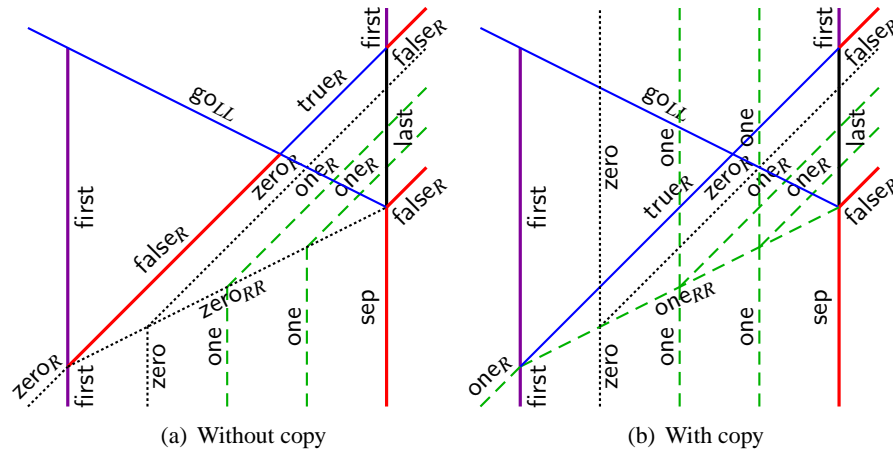 first
false_R
true_R
go_LL
zero_R
one_R
one_R
last
first
false_R
false_R
zero_RR
sep
zero_R
first
zero
one
one
(a) Without copy
first
false_R
go_LL
one
one
zero
zero_R
one_R
one_R
last
true_R
first
false_R
one_RR
sep
one_R
first
zero
one
one
(b) With copy